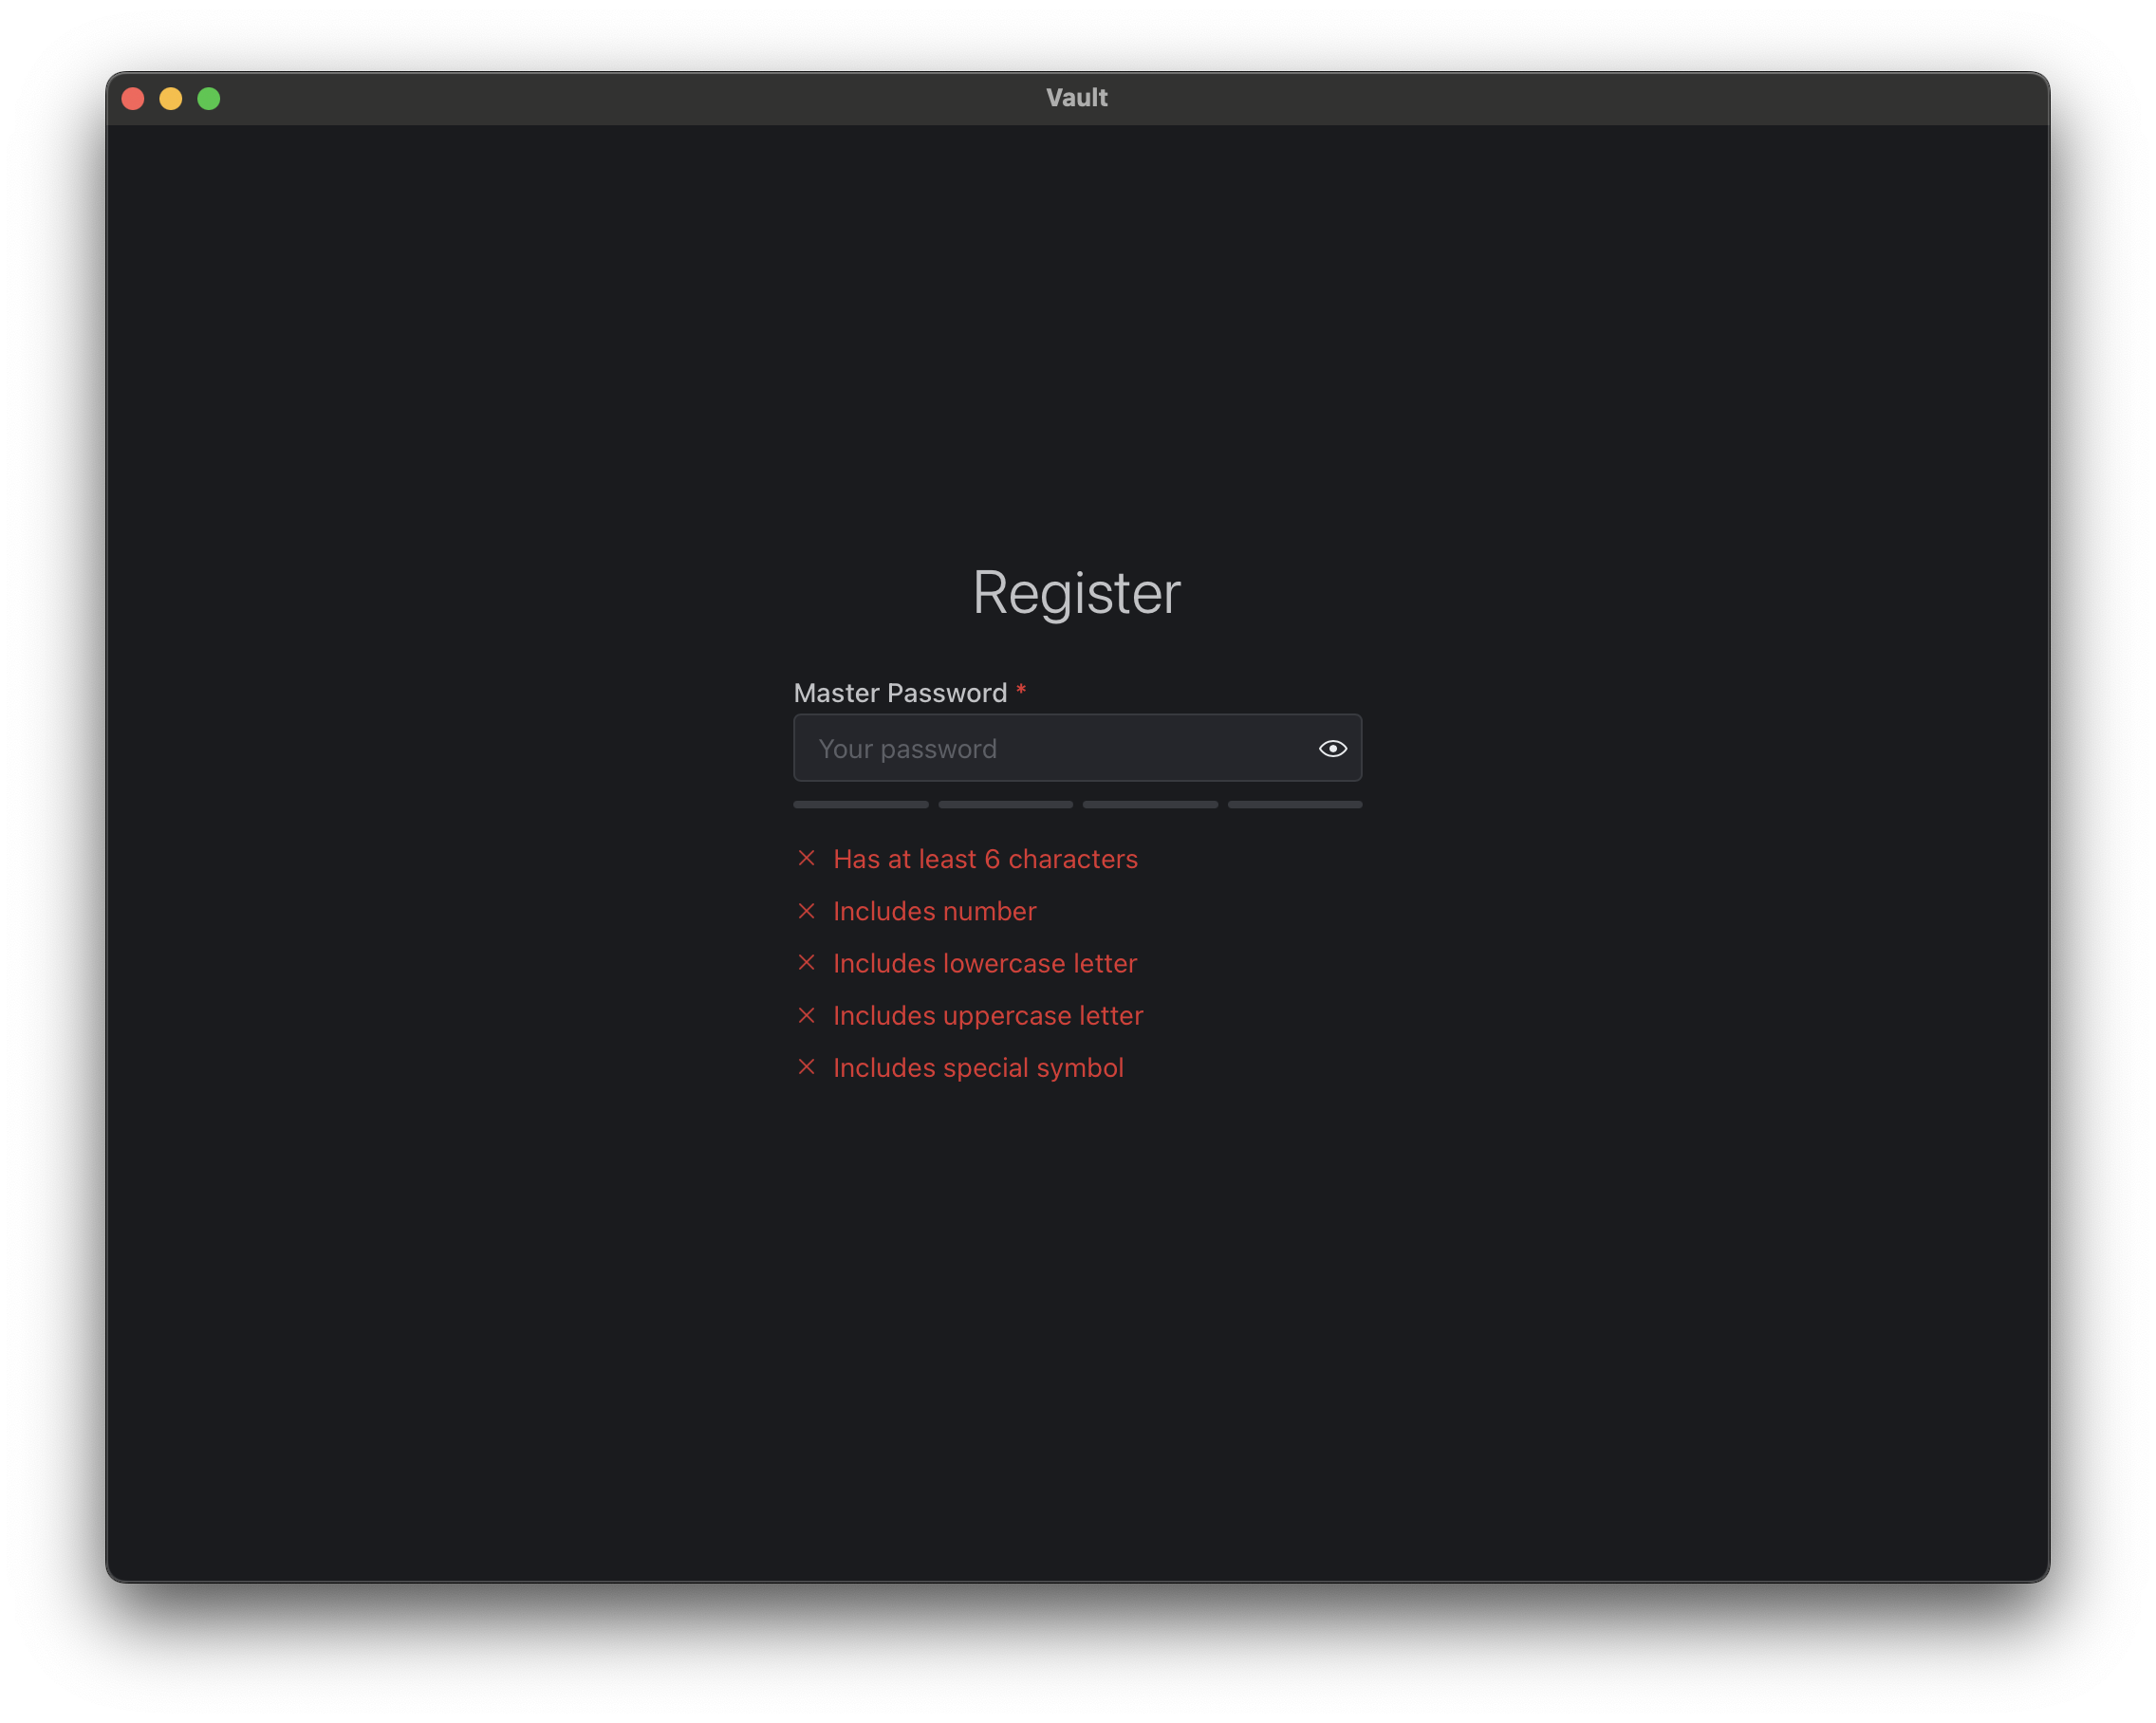 Vault
Register
Master Password *
Your password
Has at least 6 characters
Includes number
Includes lowercase letter
Includes uppercase letter
Includes special symbol